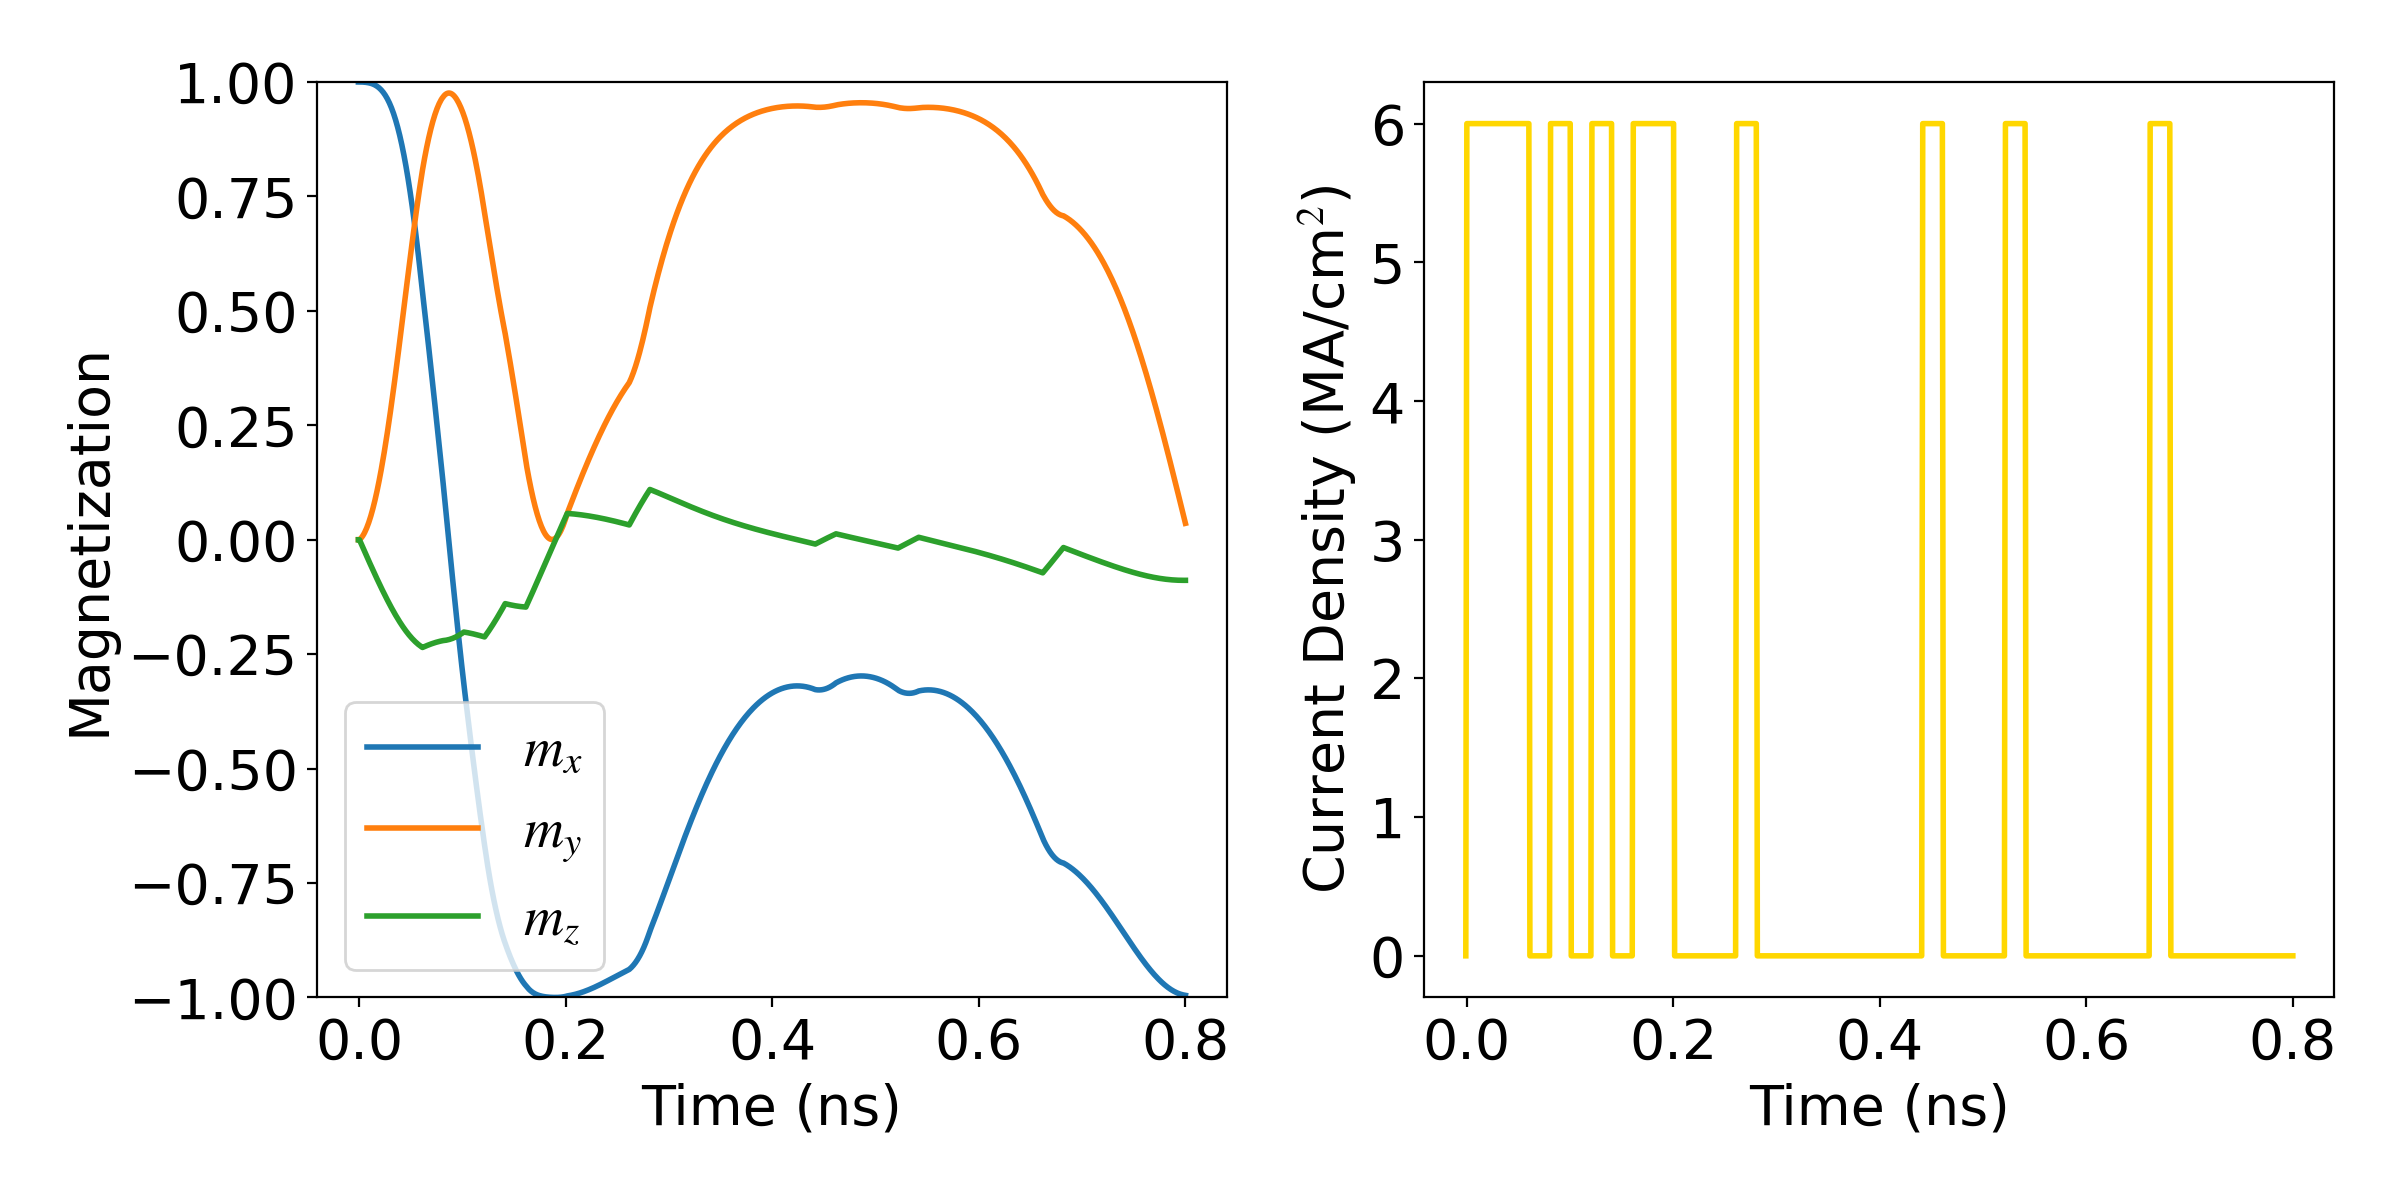 Magnetization
1.00
0.75
0.50
0.25
0.00
−0.25
−0.50
−0.75
−1.00
m_x
m_y
m_z
0.0 0.2 0.4 0.6 0.8
Time (ns)
Current Density (MA/cm²)
6
5
4
3
2
1
0
0.0 0.2 0.4 0.6 0.8
Time (ns)